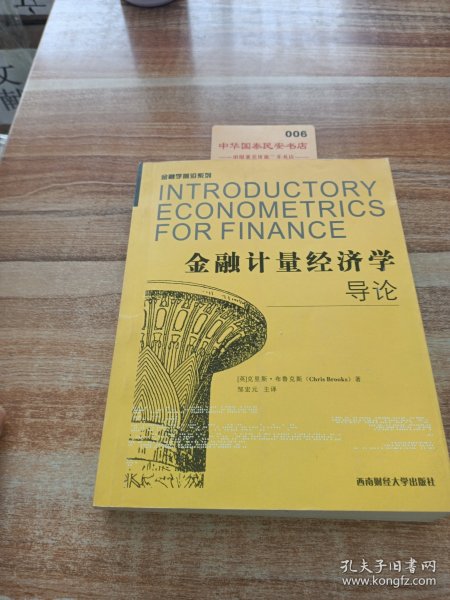 006
中华国泰民安书店
金融学前沿系列
INTRODUCTORY
ECONOMETRICS
FOR FINANCE
金融计量经济学
导论
[英]克里斯·布鲁克斯（Chris Brooks）著
邹宏元 主译
西南财经大学出版社
文
献
孔夫子旧书网
www.kongfz.com